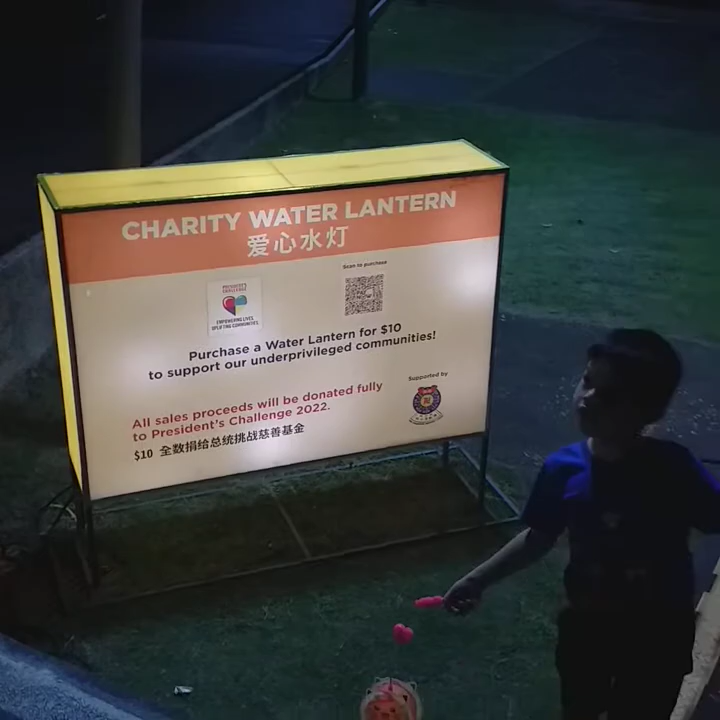 CHARITY WATER LANTERN
爱心水灯
Scan to purchase
PRESIDENT'S
CHALLENGE
EMPOWERING LIVES
UPLIFTING COMMUNITIES
Purchase a Water Lantern for $10
to support our underprivileged communities!
Supported by
All sales proceeds will be donated fully
to President's Challenge 2022.
$10 全数捐给总统挑战慈善基金